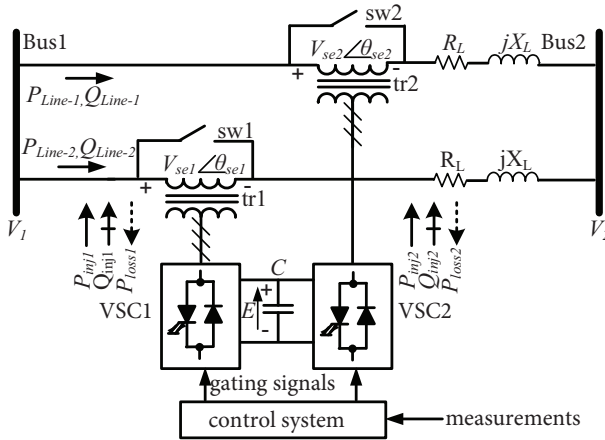 sw2
Bus1
Vse2∠θse2
RL
jXL
Bus2
+
-
tr2
PLine-1,QLine-1
PLine-2,QLine-2
sw1
Vse1∠θse1
RL
jXL
+
-
tr1
V1
Pinj1
Qinj1
Ploss1
Pinj2
Qinj2
Ploss2
VSC1
C
+
E
-
VSC2
gating signals
control system
measurements